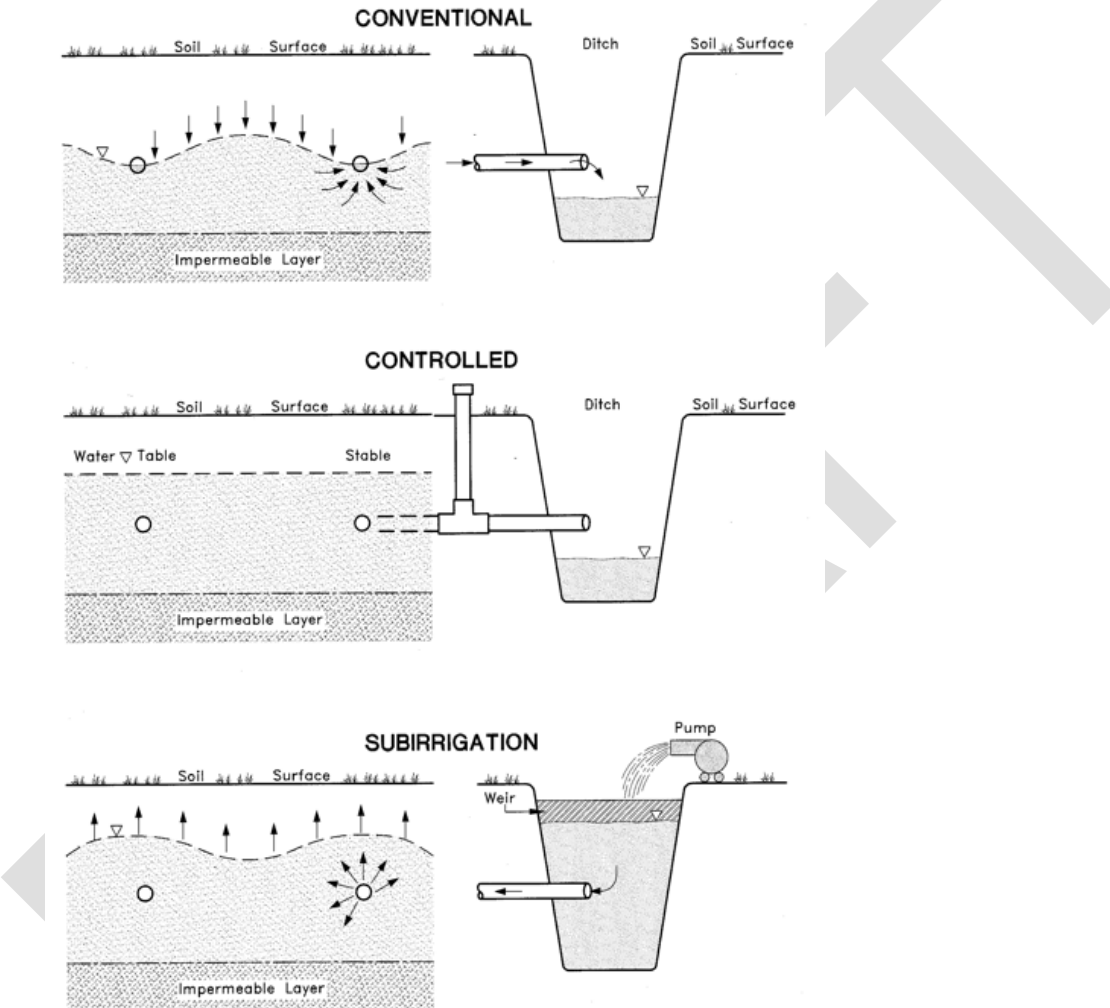 CONVENTIONAL
Soil Surface
Ditch
Soil Surface
Impermeable Layer
CONTROLLED
Soil Surface
Ditch
Soil Surface
Water Table
Stable
Impermeable Layer
SUBIRRIGATION
Pump
Soil Surface
Weir
Impermeable Layer